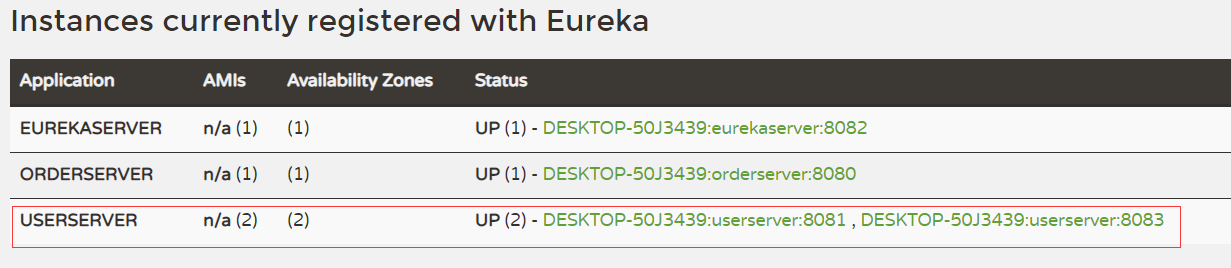 Instances currently registered with Eureka
Application AMIs Availability Zones Status
EUREKASERVER n/a (1) (1) UP (1) - DESKTOP-50J3439:eurekaserver:8082
ORDERSERVER n/a (1) (1) UP (1) - DESKTOP-50J3439:orderserver:8080
USERSERVER n/a (2) (2) UP (2) - DESKTOP-50J3439:userserver:8081 , DESKTOP-50J3439:userserver:8083